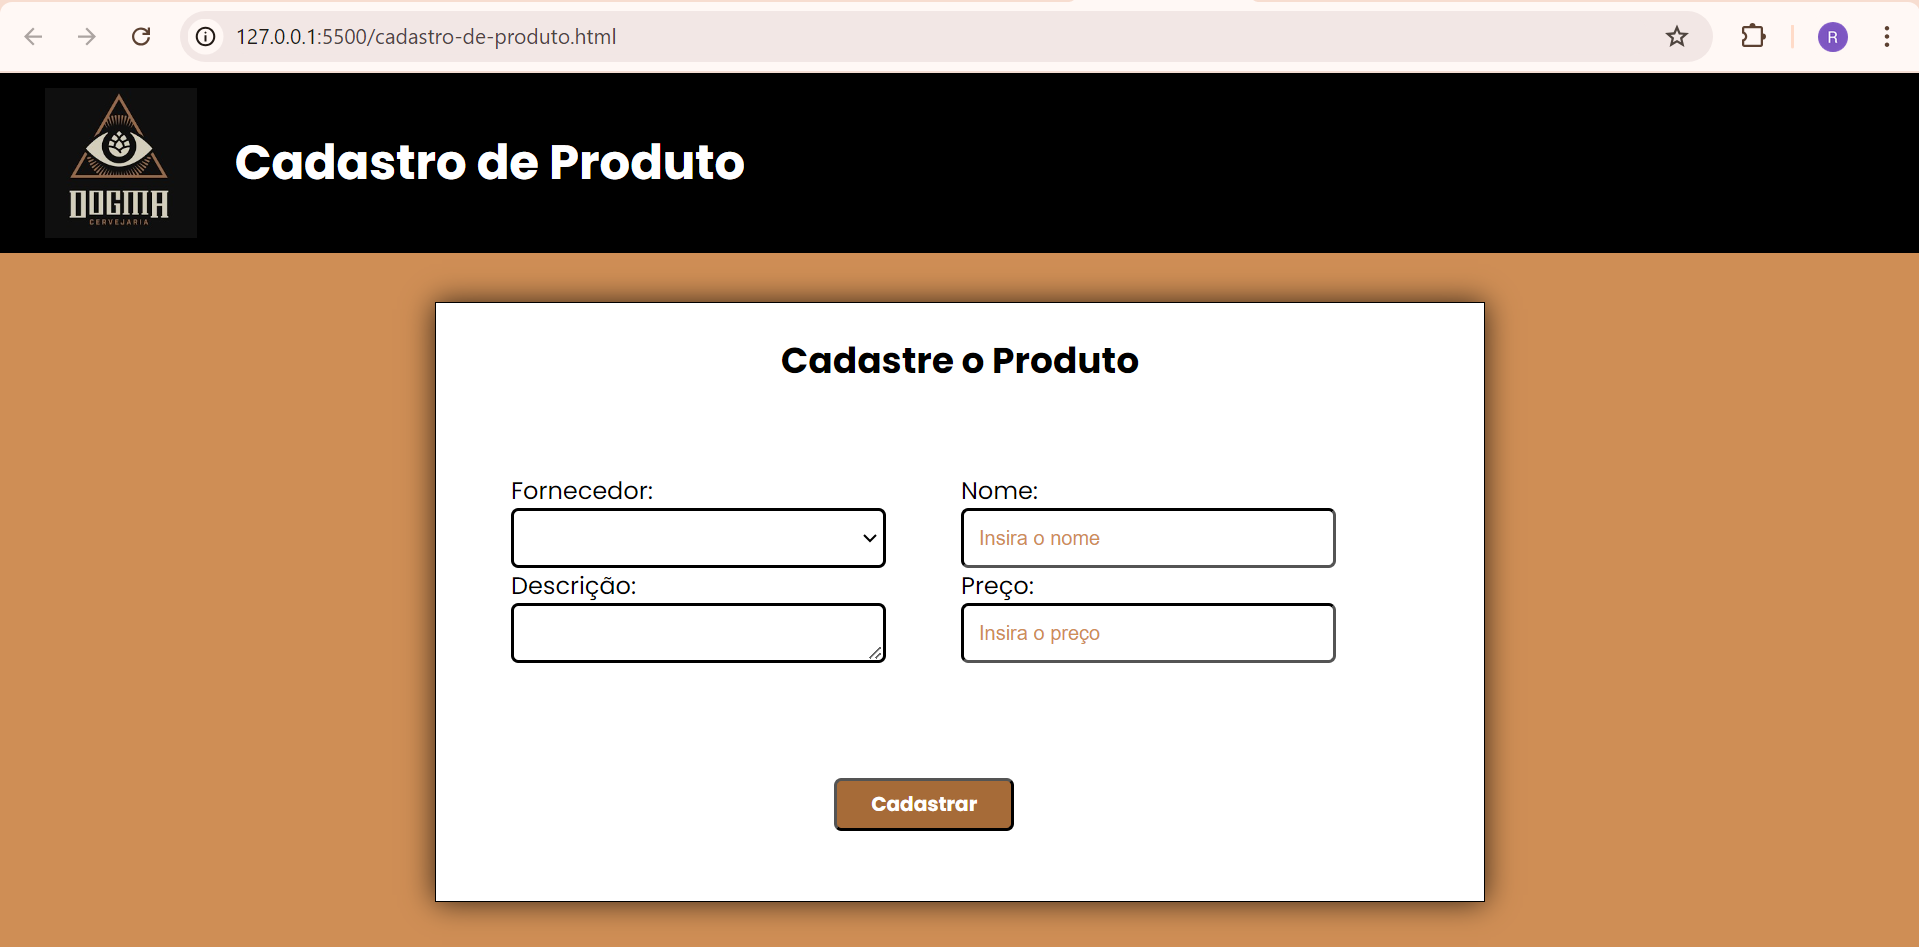 127.0.0.1:5500/cadastro-de-produto.html
R
DOGMA
CERVEJARIA
Cadastro de Produto
Cadastre o Produto
Fornecedor:
Nome:
Insira o nome
Descrição:
Preço:
Insira o preço
Cadastrar